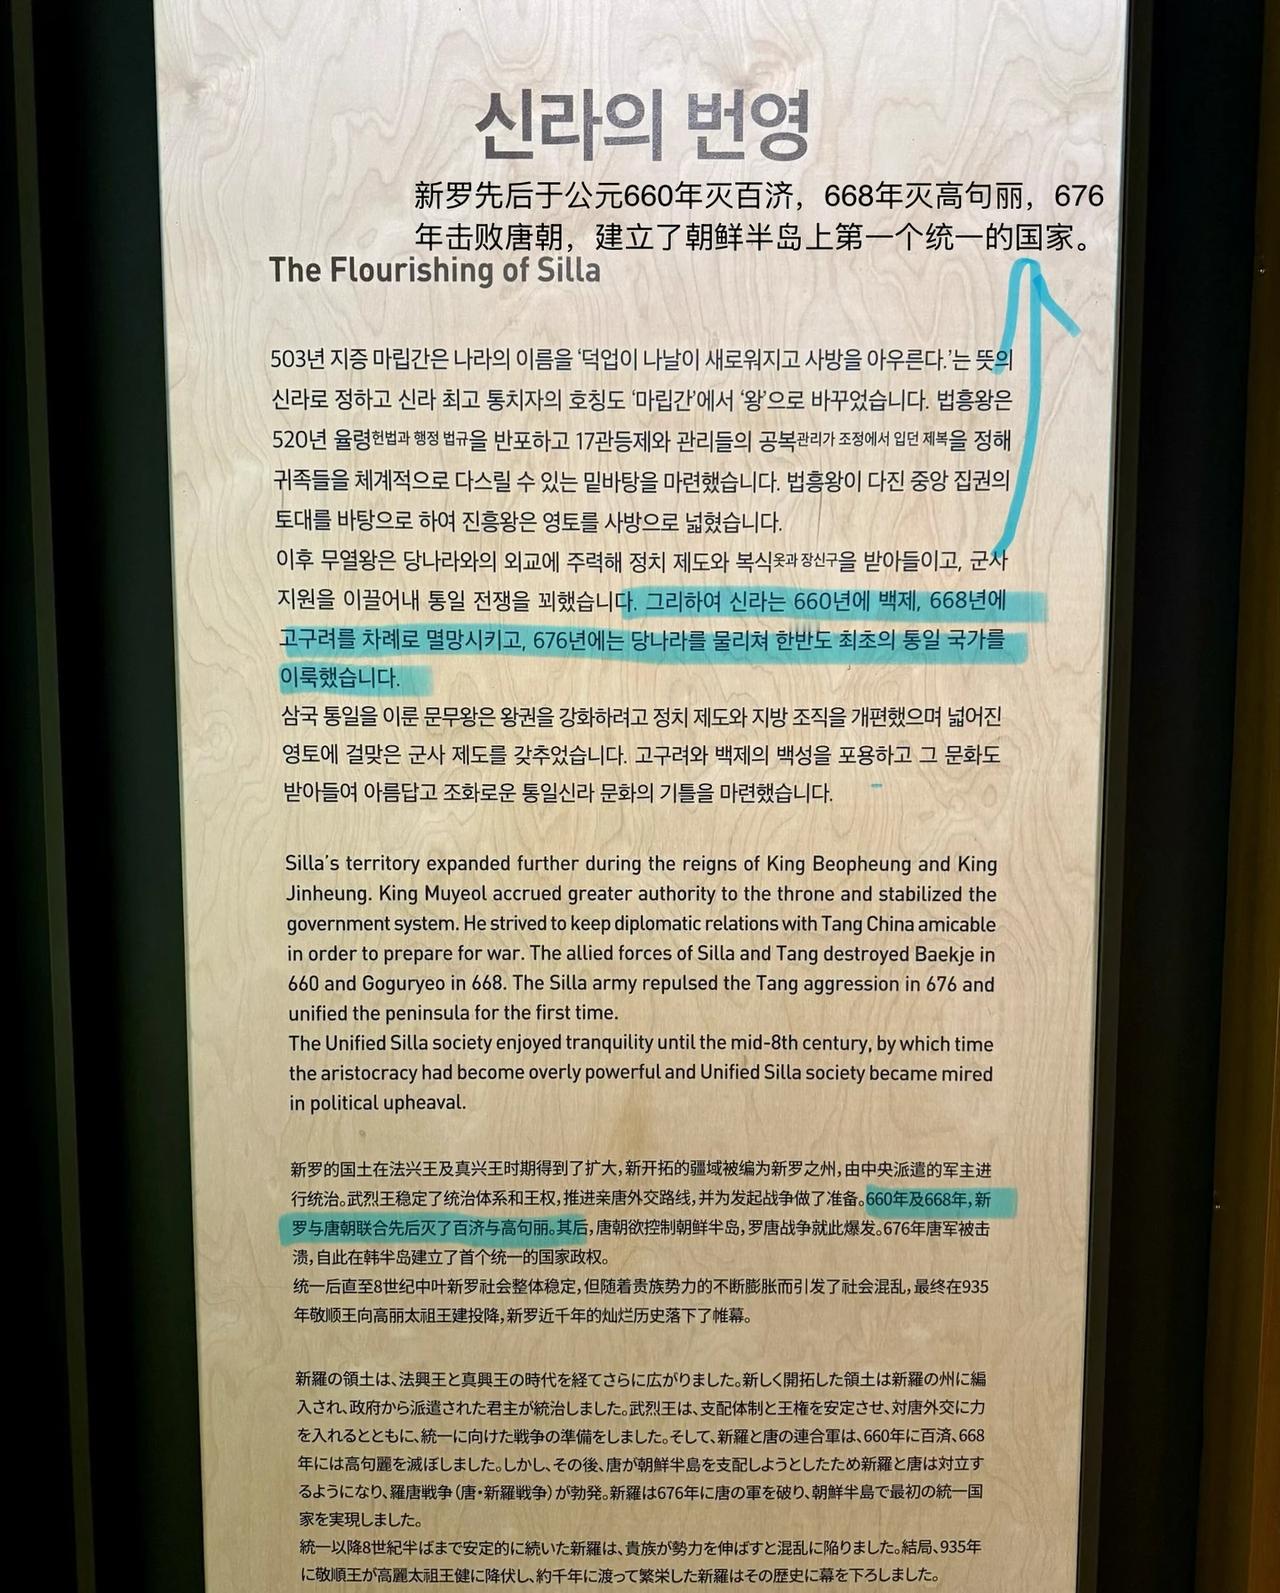 신라의 번영
新罗先后于公元660年灭百济，668年灭高句丽，676
年击败唐朝，建立了朝鲜半岛上第一个统一的国家。
The Flourishing of Silla
503년 지증 마립간은 나라의 이름을 ‘덕업이 나날이 새로워지고 사방을 아우른다.’는 뜻의
신라로 정하고 신라 최고 통치자의 호칭도 ‘마립간’에서 ‘왕’으로 바꾸었습니다. 법흥왕은
520년 율령헌법과 행정 법규을 반포하고 17관등제와 관리들의 공복관리가 조정에서 입던 제복을 정해
귀족들을 체계적으로 다스릴 수 있는 밑바탕을 마련했습니다. 법흥왕이 다진 중앙 집권의
토대를 바탕으로 하여 진흥왕은 영토를 사방으로 넓혔습니다.
이후 무열왕은 당나라와의 외교에 주력해 정치 제도와 복식옷과 장신구을 받아들이고, 군사
지원을 이끌어내 통일 전쟁을 꾀했습니다. 그리하여 신라는 660년에 백제, 668년에
고구려를 차례로 멸망시키고, 676년에는 당나라를 물리쳐 한반도 최초의 통일 국가를
이룩했습니다.
삼국 통일을 이룬 문무왕은 왕권을 강화하려고 정치 제도와 지방 조직을 개편했으며 넓어진
영토에 걸맞은 군사 제도를 갖추었습니다. 고구려와 백제의 백성을 포용하고 그 문화도
받아들여 아름답고 조화로운 통일신라 문화의 기틀을 마련했습니다.
Silla’s territory expanded further during the reigns of King Beopheung and King
Jinheung. King Muyeol accrued greater authority to the throne and stabilized the
government system. He strived to keep diplomatic relations with Tang China amicable
in order to prepare for war. The allied forces of Silla and Tang destroyed Baekje in
660 and Goguryeo in 668. The Silla army repulsed the Tang aggression in 676 and
unified the peninsula for the first time.
The Unified Silla society enjoyed tranquility until the mid-8th century, by which time
the aristocracy had become overly powerful and Unified Silla society became mired
in political upheaval.
新罗的国土在法兴王及真兴王时期得到了扩大，新开拓的疆域被编为新罗之州，由中央派遣的军主进
行统治。武烈王稳定了统治体系和王权，推进亲唐外交路线，并为发起战争做了准备。660年及668年，新
罗与唐朝联合先后灭了百济与高句丽。其后，唐朝欲控制朝鲜半岛，罗唐战争就此爆发。676年唐军被击
溃，自此在韩半岛建立了首个统一的国家政权。
统一后直至8世纪中叶新罗社会整体稳定，但随着贵族势力的不断膨胀而引发了社会混乱，最终在935
年敬顺王向高丽太祖王建投降，新罗近千年的灿烂历史落下了帷幕。
新羅の領土は、法興王と真興王の時代を経てさらに広がりました。新しく開拓した領土は新羅の州に編
入され、政府から派遣された君主が統治しました。武烈王は、支配体制と王権を安定させ、対唐外交に力
を入れるとともに、統一に向けた戦争の準備をしました。そして、新羅と唐の連合軍は、660年に百済、668
年には高句麗を滅ぼしました。しかし、その後、唐が朝鮮半島を支配しようとしたため新羅と唐は対立す
るようになり、羅唐戦争（唐・新羅戦争）が勃発。新羅は676年に唐の軍を破り、朝鮮半島で最初の統一国
家を実現しました。
統一以降8世紀半ばまで安定的に続いた新羅は、貴族が勢力を伸ばすと混乱に陥りました。結局、935年
に敬順王が高麗太祖王健に降伏し、約千年に渡って繁栄した新羅はその歴史に幕を下ろしました。